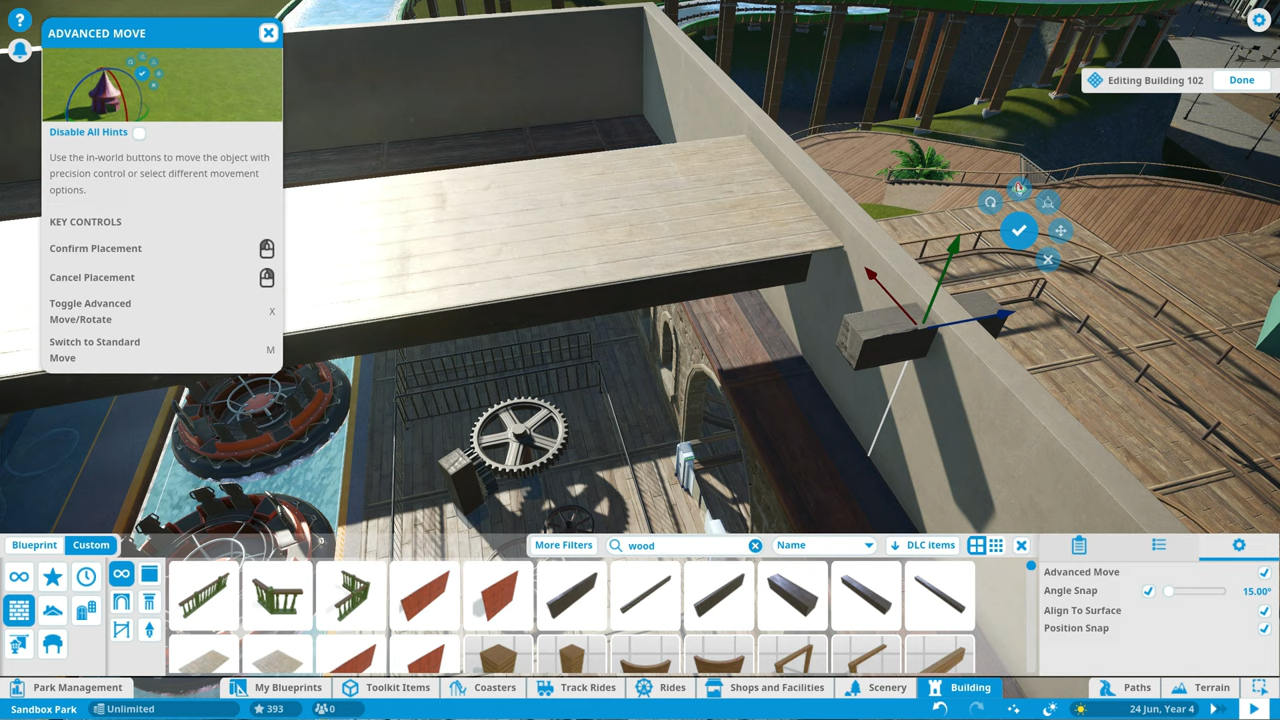 ?
ADVANCED MOVE
Disable All Hints
Use the in-world buttons to move the object with
precision control or select different movement
options.
KEY CONTROLS
Confirm Placement
Cancel Placement
Toggle Advanced
Move/Rotate
X
Switch to Standard
Move
M
Editing Building 102
Done
Blueprint
Custom
More Filters
wood
Name
DLC items
Advanced Move
Angle Snap
15.00°
Align To Surface
Position Snap
Park Management
My Blueprints
Toolkit Items
Coasters
Track Rides
Rides
Shops and Facilities
Scenery
Building
Paths
Terrain
Sandbox Park
Unlimited
393
0
24 Jun, Year 4